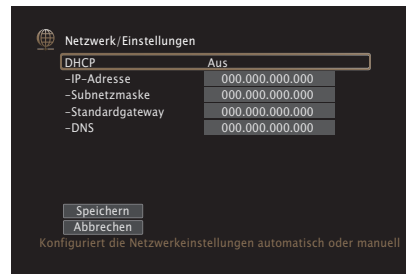 Netzwerk/Einstellungen
DHCP Aus
-IP-Adresse 000.000.000.000
-Subnetzmaske 000.000.000.000
-Standardgateway 000.000.000.000
-DNS 000.000.000.000
Speichern
Abbrechen
Konfiguriert die Netzwerkeinstellungen automatisch oder manuell